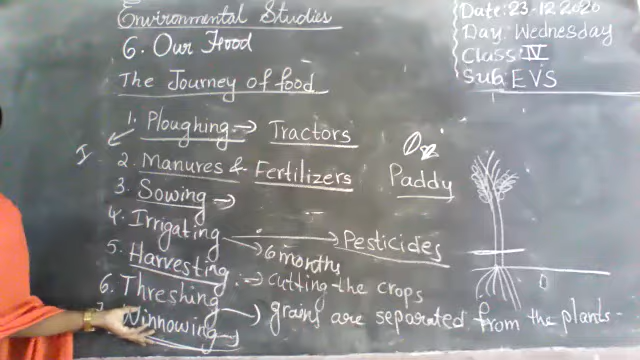 Environmental Studies
Date: 23-12-2020
Day: Wednesday
Class IV
Sub: EVS
6. Our Food
The Journey of food
1. Ploughing → Tractors
I
2. Manures & Fertilizers
Paddy
3. Sowing →
4. Irrigating → Pesticides
→ 6 months
5. Harvesting → cutting the crops
6. Threshing → grains are separated from the plants
7. Winnowing